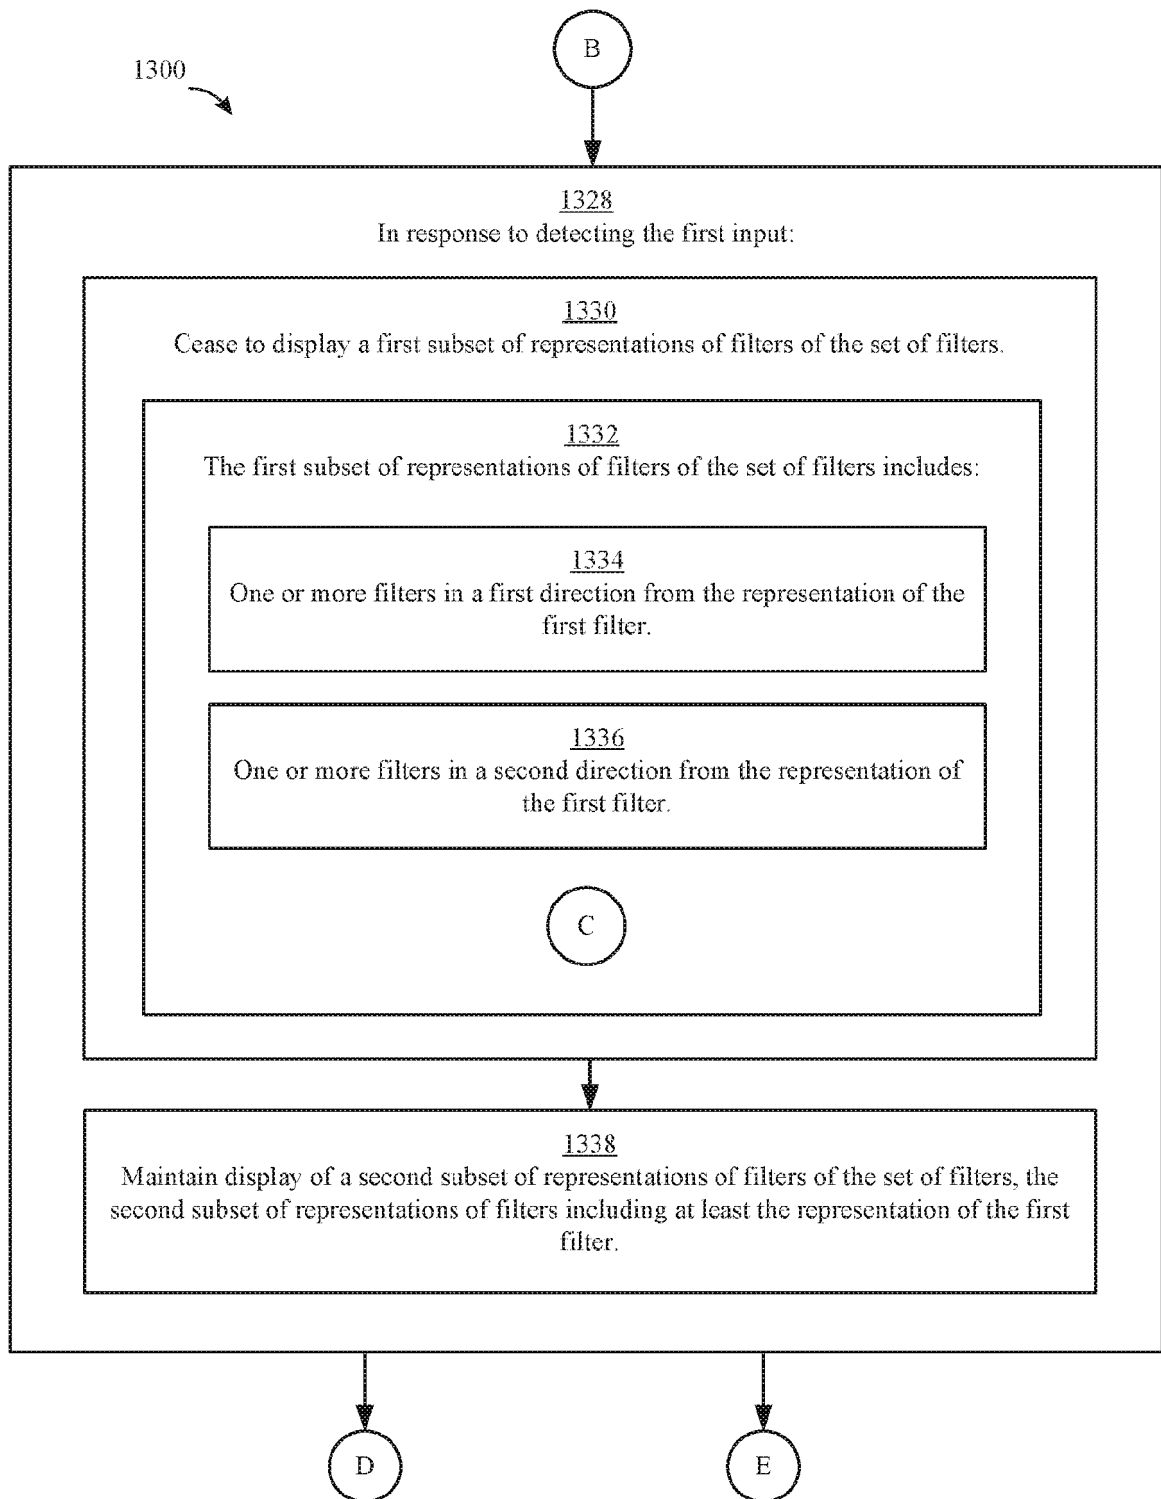 B
1300
1328
In response to detecting the first input:
1330
Cease to display a first subset of representations of filters of the set of filters.
1332
The first subset of representations of filters of the set of filters includes:
1334
One or more filters in a first direction from the representation of the
first filter.
1336
One or more filters in a second direction from the representation of
the first filter.
C
1338
Maintain display of a second subset of representations of filters of the set of filters, the
second subset of representations of filters including at least the representation of the first
filter.
D
E